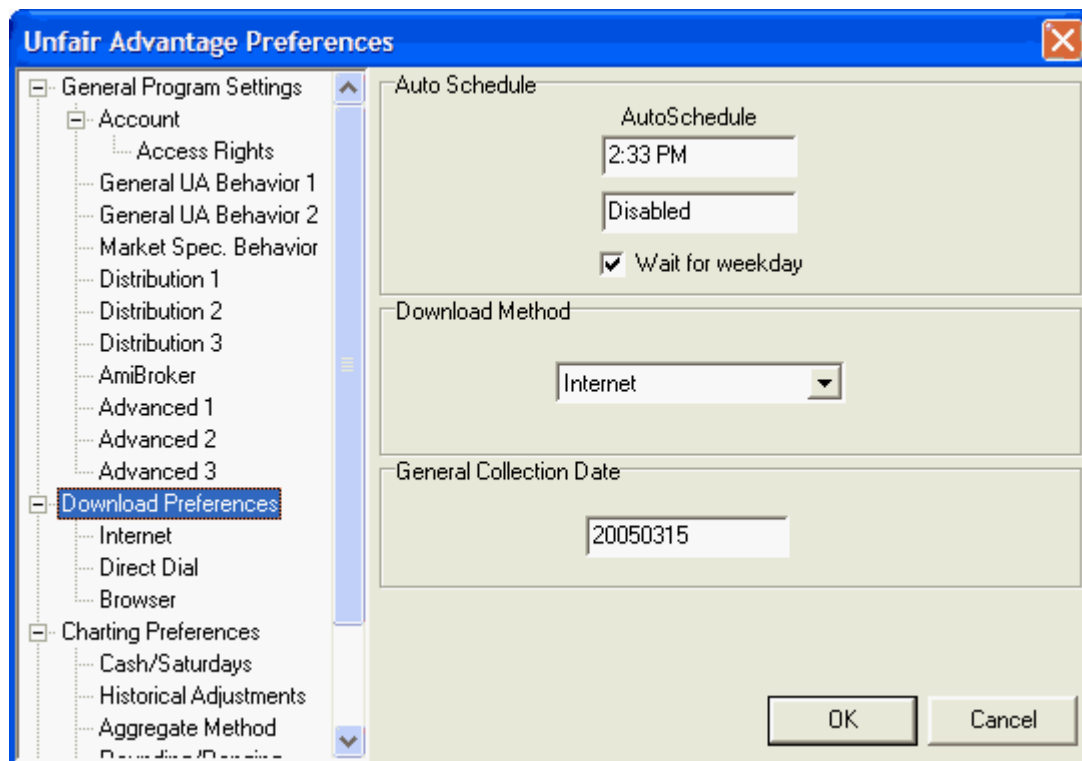 Unfair Advantage Preferences
General Program Settings
Account
Access Rights
General UA Behavior 1
General UA Behavior 2
Market Spec. Behavior
Distribution 1
Distribution 2
Distribution 3
AmiBroker
Advanced 1
Advanced 2
Advanced 3
Download Preferences
Internet
Direct Dial
Browser
Charting Preferences
Cash/Saturdays
Historical Adjustments
Aggregate Method
Auto Schedule
AutoSchedule
2:33 PM
Disabled
Wait for weekday
Download Method
Internet
General Collection Date
20050315
OK
Cancel